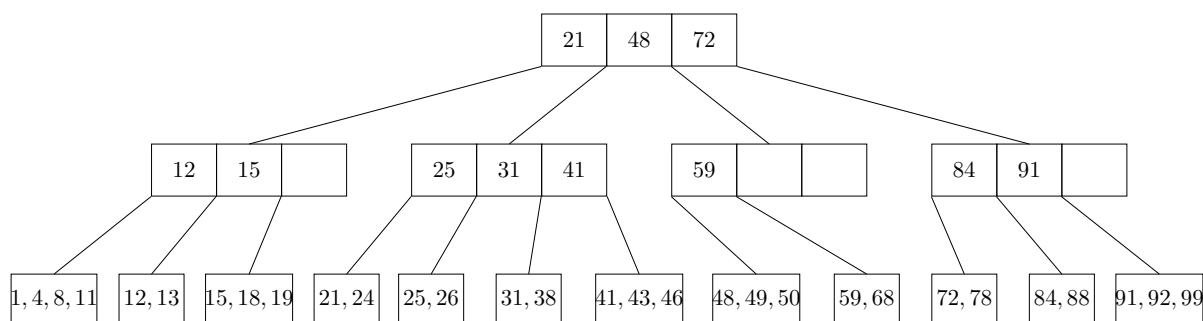 21 48 72
12 15 25 31 41 59 84 91
1, 4, 8, 11 12, 13 15, 18, 19 21, 24 25, 26 31, 38 41, 43, 46 48, 49, 50 59, 68 72, 78 84, 88 91, 92, 99